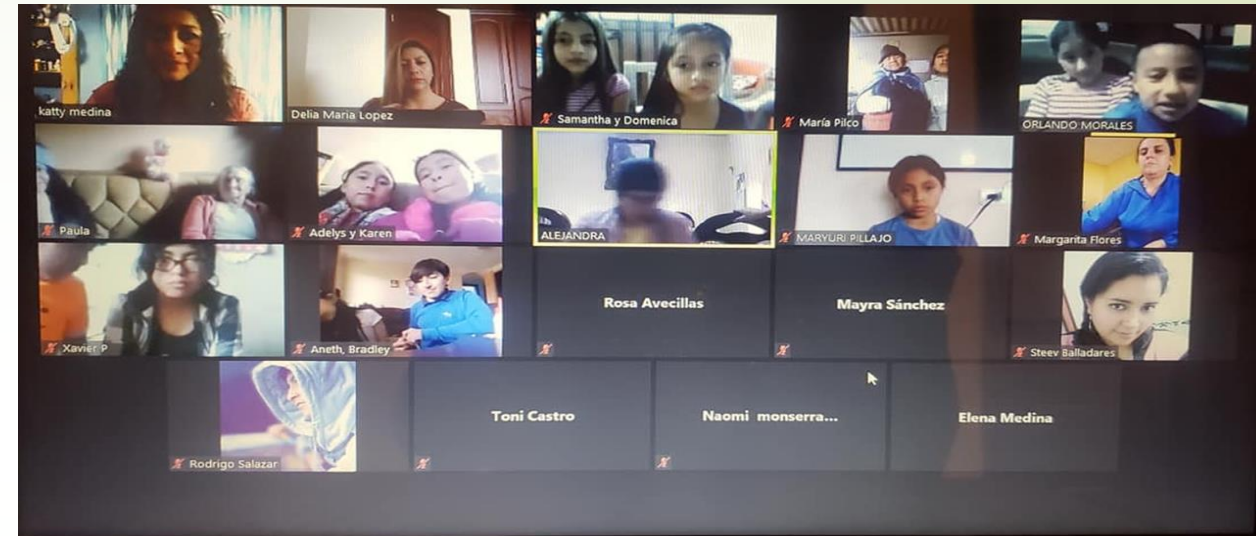 katty medina
Delia Maria Lopez
Samantha y Domenica
María Pilco
ORLANDO MORALES
Paula
Adelys y Karen
ALEJANDRA
MARYURI PILLAJO
Margarita Flores
Xavier P
Aneth, Bradley
Rosa Avecillas
Mayra Sánchez
Steev Balladares
Rodrigo Salazar
Toni Castro
Naomi monserra...
Elena Medina